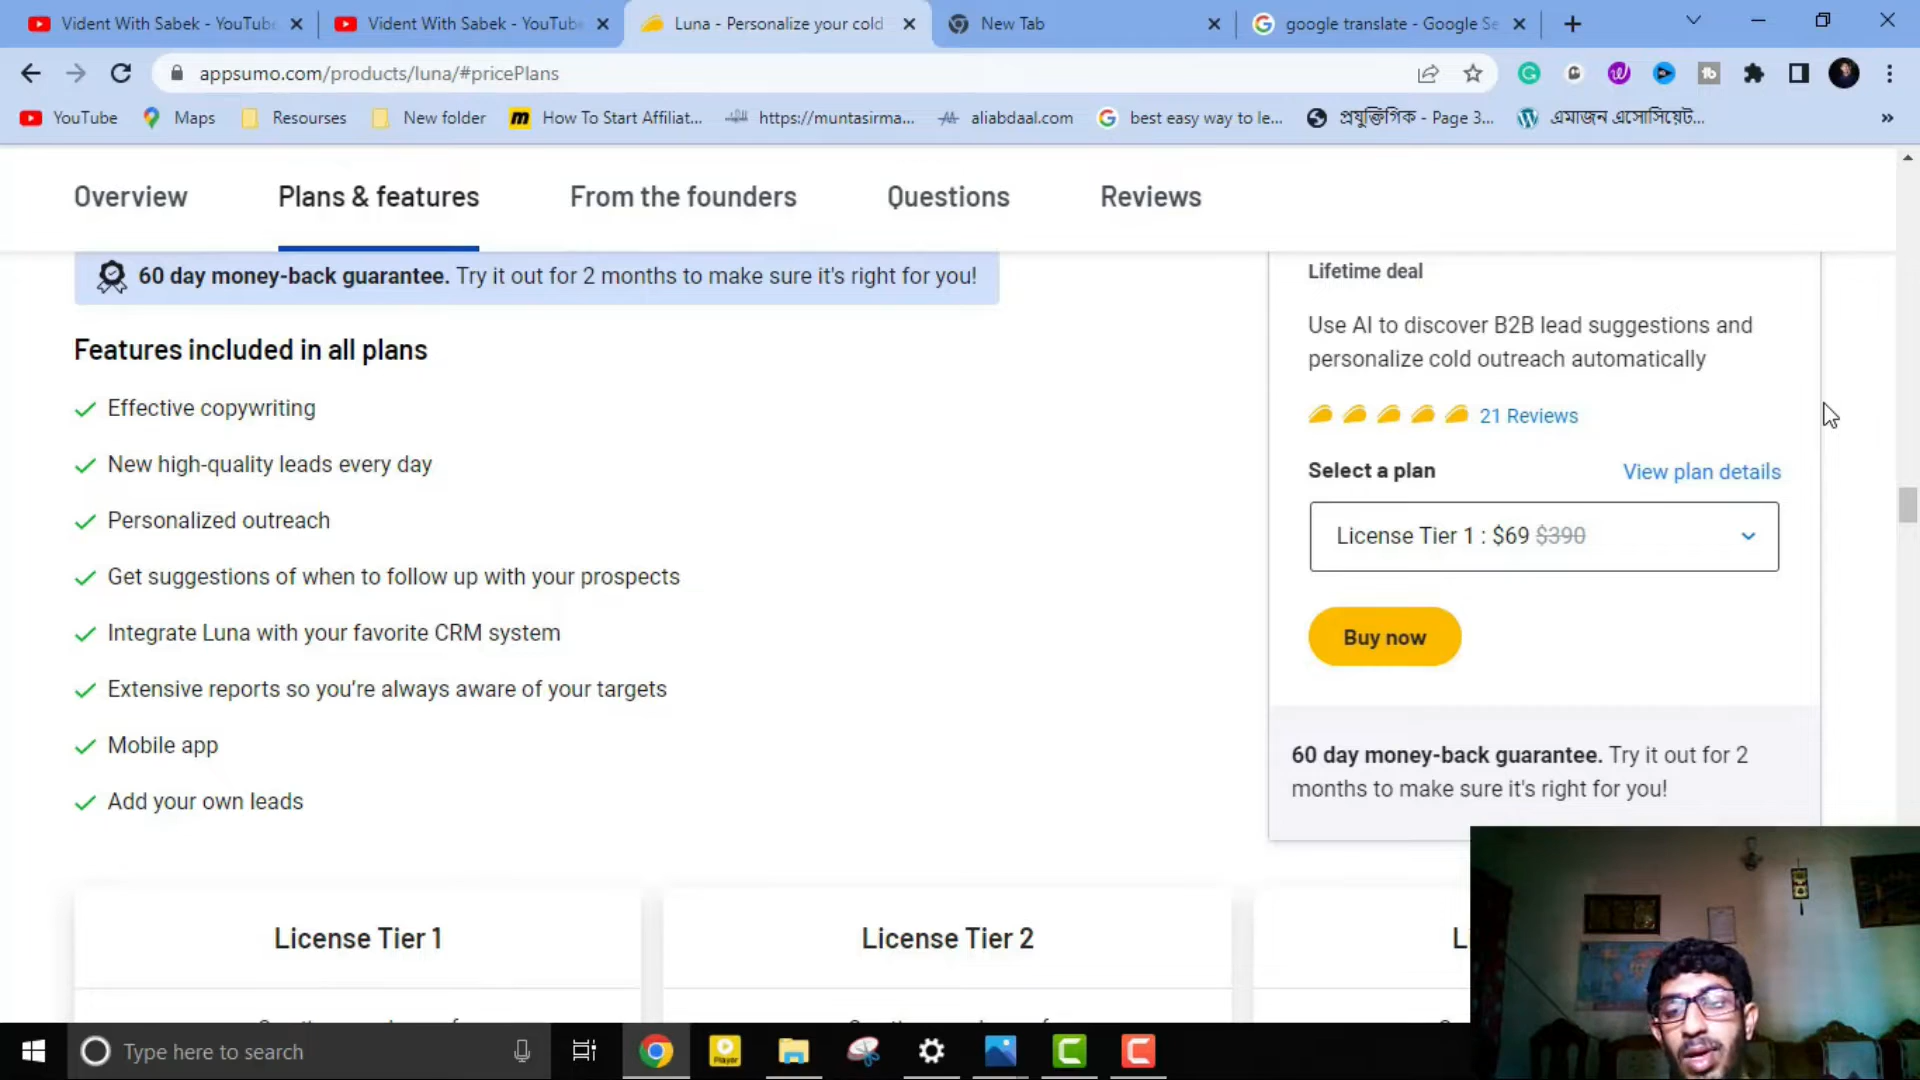 Vident With Sabek - YouTube
Vident With Sabek - YouTube
Luna - Personalize your cold
New Tab
google translate - Google Se
appsumo.com/products/luna/#pricePlans
YouTube
Maps
Resourses
New folder
How To Start Affiliat...
https://muntasirma...
aliabdaal.com
best easy way to le...
প্রযুক্তিগিক - Page 3...
এমাজন এসোসিয়েট...
»
Overview
Plans & features
From the founders
Questions
Reviews
60 day money-back guarantee. Try it out for 2 months to make sure it's right for you!
Features included in all plans
Effective copywriting
New high-quality leads every day
Personalized outreach
Get suggestions of when to follow up with your prospects
Integrate Luna with your favorite CRM system
Extensive reports so you're always aware of your targets
Mobile app
Add your own leads
Lifetime deal
Use AI to discover B2B lead suggestions and
personalize cold outreach automatically
21 Reviews
Select a plan
View plan details
License Tier 1 : $69 $390
Buy now
60 day money-back guarantee. Try it out for 2
months to make sure it's right for you!
License Tier 1
License Tier 2
Type here to search
Player